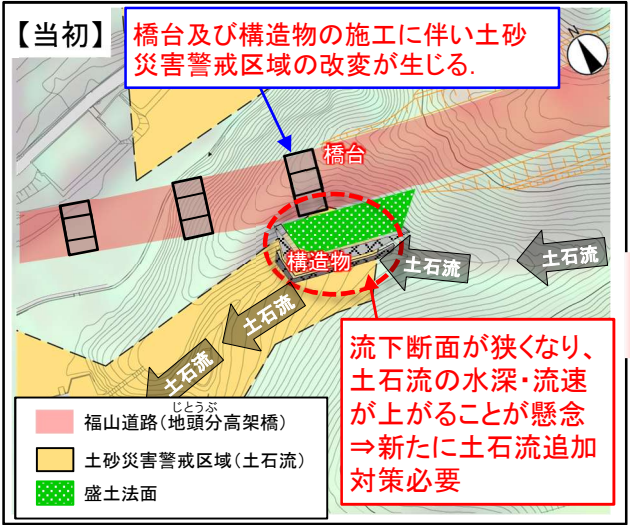 【当初】
橋台及び構造物の施工に伴い土砂
災害警戒区域の改変が生じる.
橋台
構造物
土石流
土石流
土石流
土石流
流下断面が狭くなり、
土石流の水深・流速
が上がることが懸念
⇒新たに土石流追加
対策必要
じとうぶ
福山道路(地頭分高架橋)
土砂災害警戒区域(土石流)
盛土法面